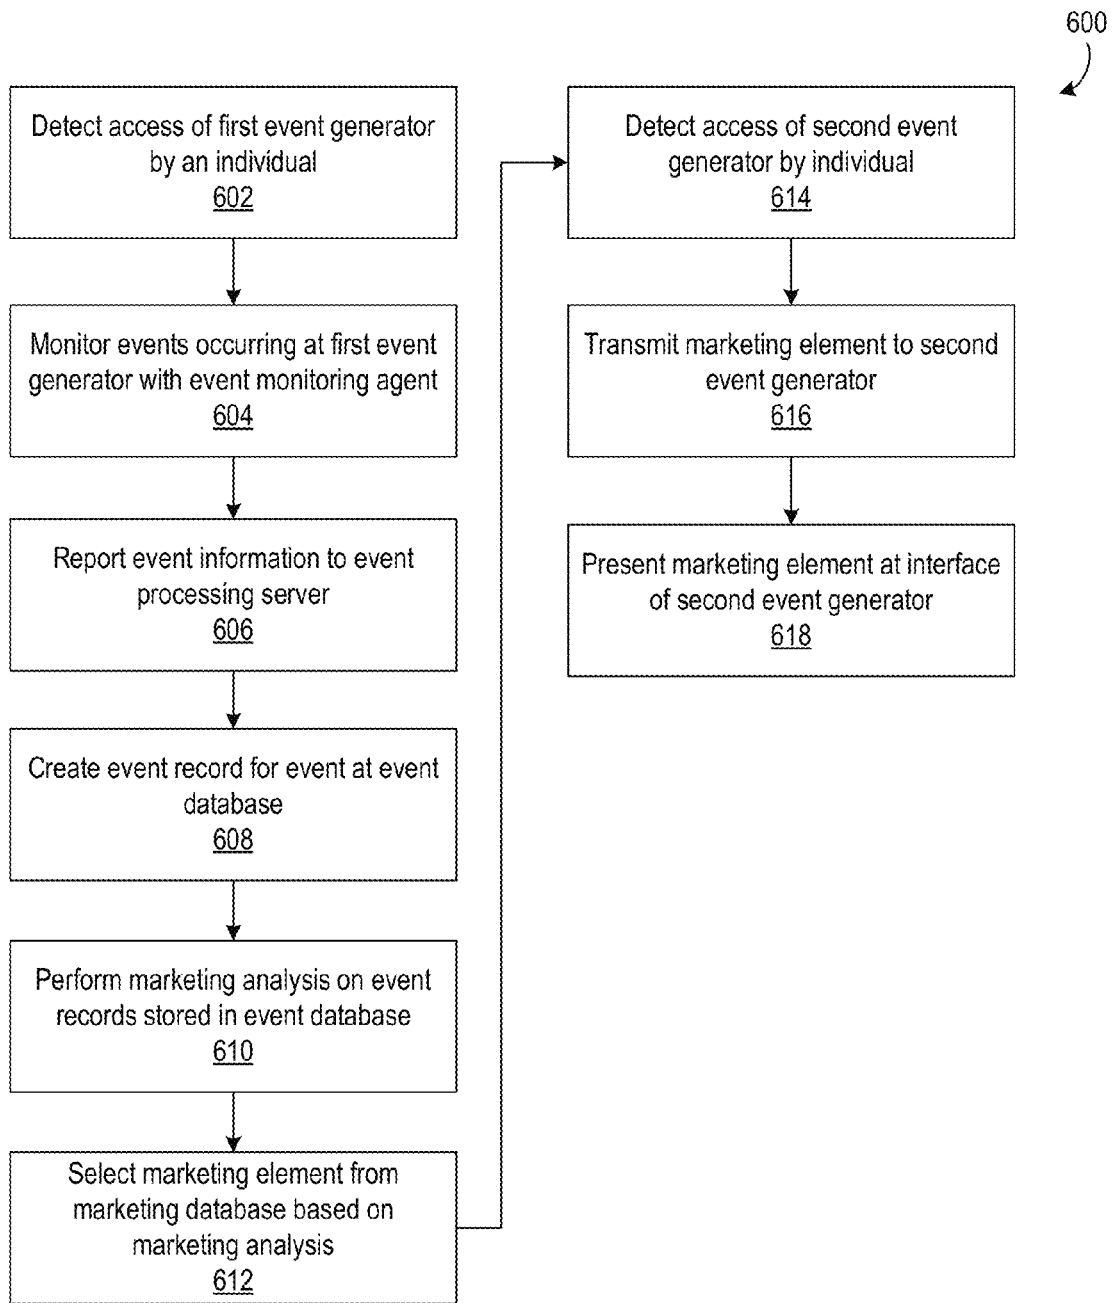 600
Detect access of first event generator
by an individual
602
Monitor events occurring at first event
generator with event monitoring agent
604
Report event information to event
processing server
606
Create event record for event at event
database
608
Perform marketing analysis on event
records stored in event database
610
Select marketing element from
marketing database based on
marketing analysis
612
Detect access of second event
generator by individual
614
Transmit marketing element to second
event generator
616
Present marketing element at interface
of second event generator
618